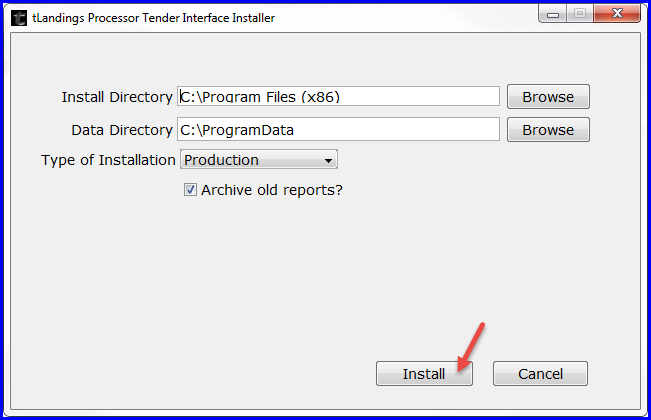 tLandings Processor Tender Interface Installer
Install Directory C:\Program Files (x86) Browse
Data Directory C:\ProgramData Browse
Type of Installation Production
Archive old reports?
Install Cancel